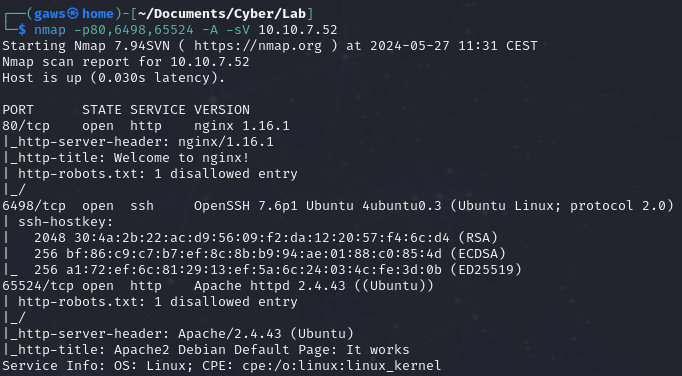 ┌──(gaws㉿home)-[~/Documents/Cyber/Lab]
└─$ nmap -p80,6498,65524 -A -sV 10.10.7.52
Starting Nmap 7.94SVN ( https://nmap.org ) at 2024-05-27 11:31 CEST
Nmap scan report for 10.10.7.52
Host is up (0.030s latency).

PORT      STATE SERVICE VERSION
80/tcp    open  http    nginx 1.16.1
|_http-server-header: nginx/1.16.1
|_http-title: Welcome to nginx!
| http-robots.txt: 1 disallowed entry
|_/
6498/tcp  open  ssh     OpenSSH 7.6p1 Ubuntu 4ubuntu0.3 (Ubuntu Linux; protocol 2.0)
| ssh-hostkey:
|   2048 30:4a:2b:22:ac:d9:56:09:f2:da:12:20:57:f4:6c:d4 (RSA)
|   256 bf:86:c9:c7:b7:ef:8c:8b:b9:94:ae:01:88:c0:85:4d (ECDSA)
|_  256 a1:72:ef:6c:81:29:13:ef:5a:6c:24:03:4c:fe:3d:0b (ED25519)
65524/tcp open  http    Apache httpd 2.4.43 ((Ubuntu))
| http-robots.txt: 1 disallowed entry
|_/
|_http-server-header: Apache/2.4.43 (Ubuntu)
|_http-title: Apache2 Debian Default Page: It works
Service Info: OS: Linux; CPE: cpe:/o:linux:linux_kernel